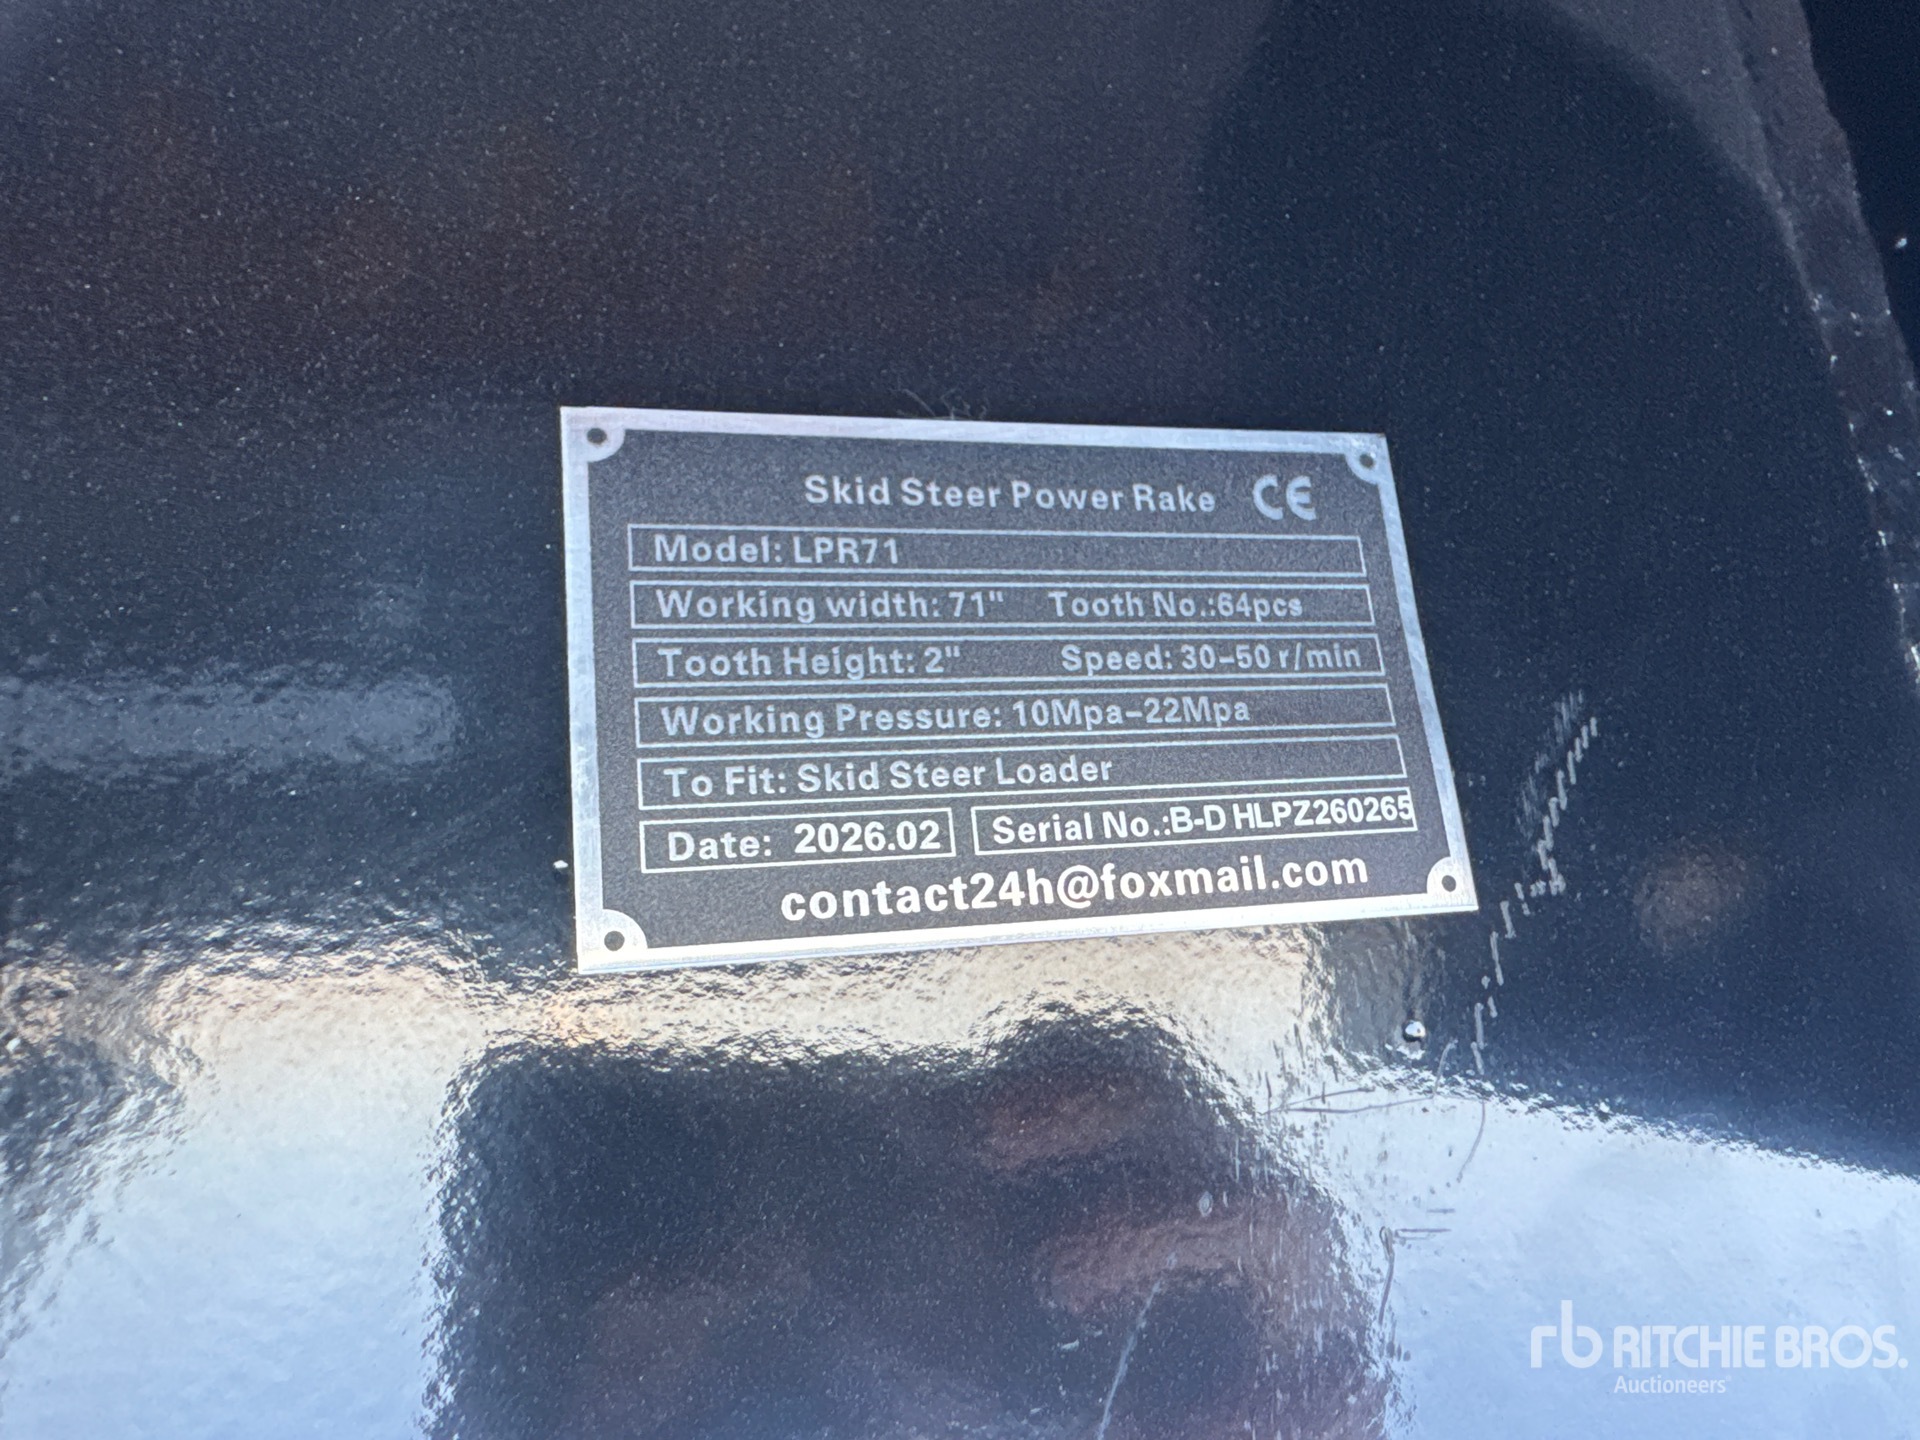 Skid Steer Power Rake CE
Model: LPR71
Working width: 71" Tooth No.:64pcs
Tooth Height: 2" Speed: 30-50 r/min
Working Pressure: 10Mpa-22Mpa
To Fit: Skid Steer Loader
Date: 2026.02 Serial No.:B-D HLPZ260265
contact24h@foxmail.com
rb RITCHIE BROS.
Auctioneers